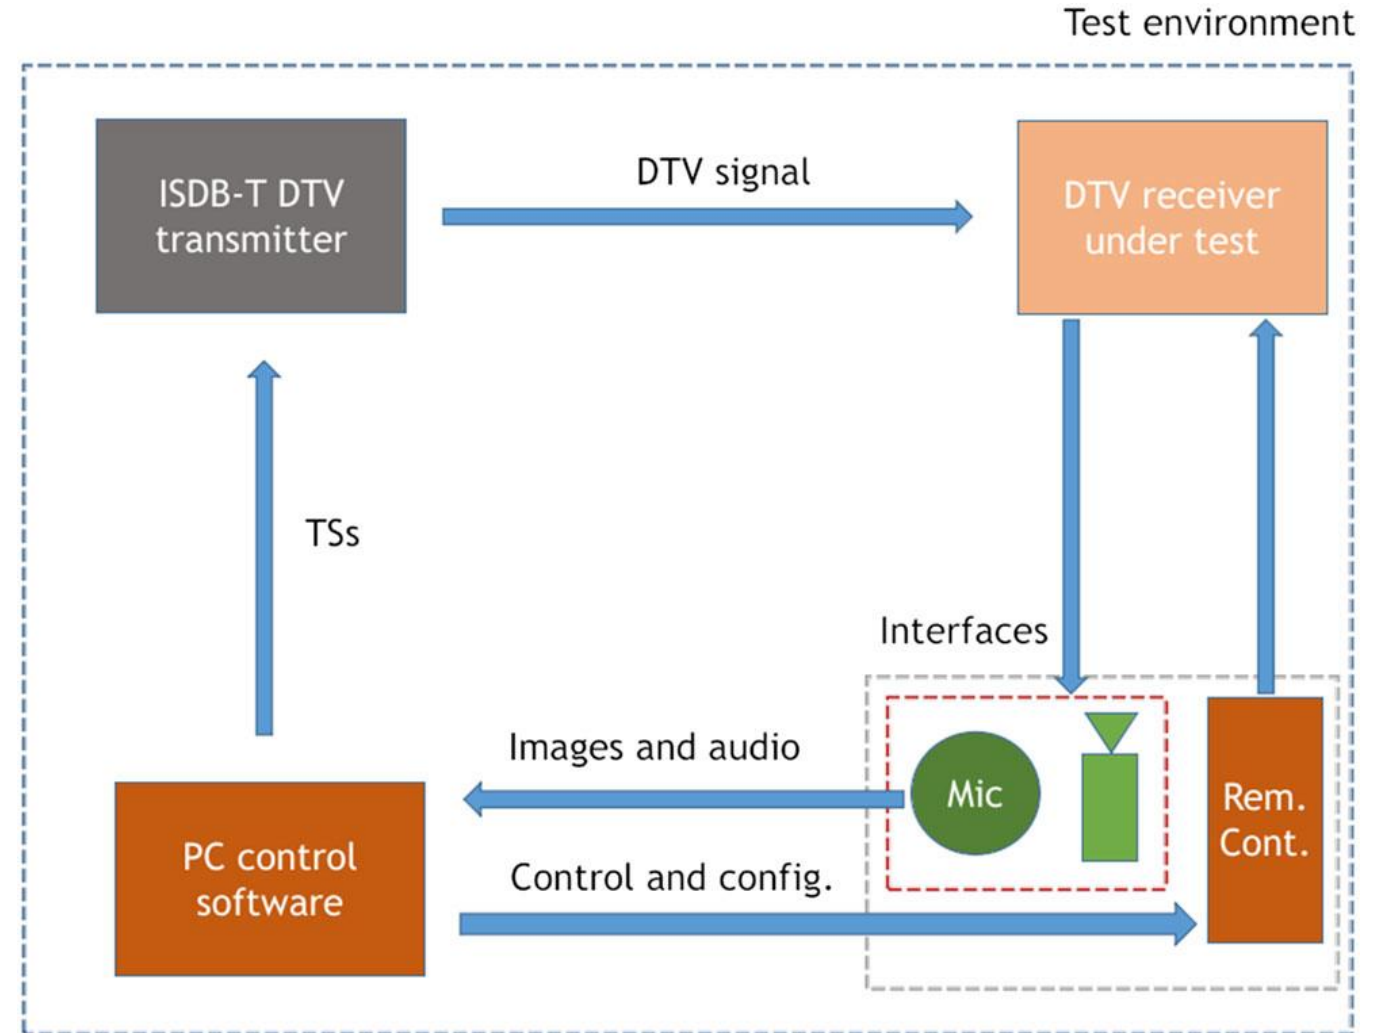 Test environment
ISDB-T DTV
transmitter
DTV signal
DTV receiver
under test
TSs
Interfaces
Images and audio
Mic
Rem.
Cont.
PC control
software
Control and config.